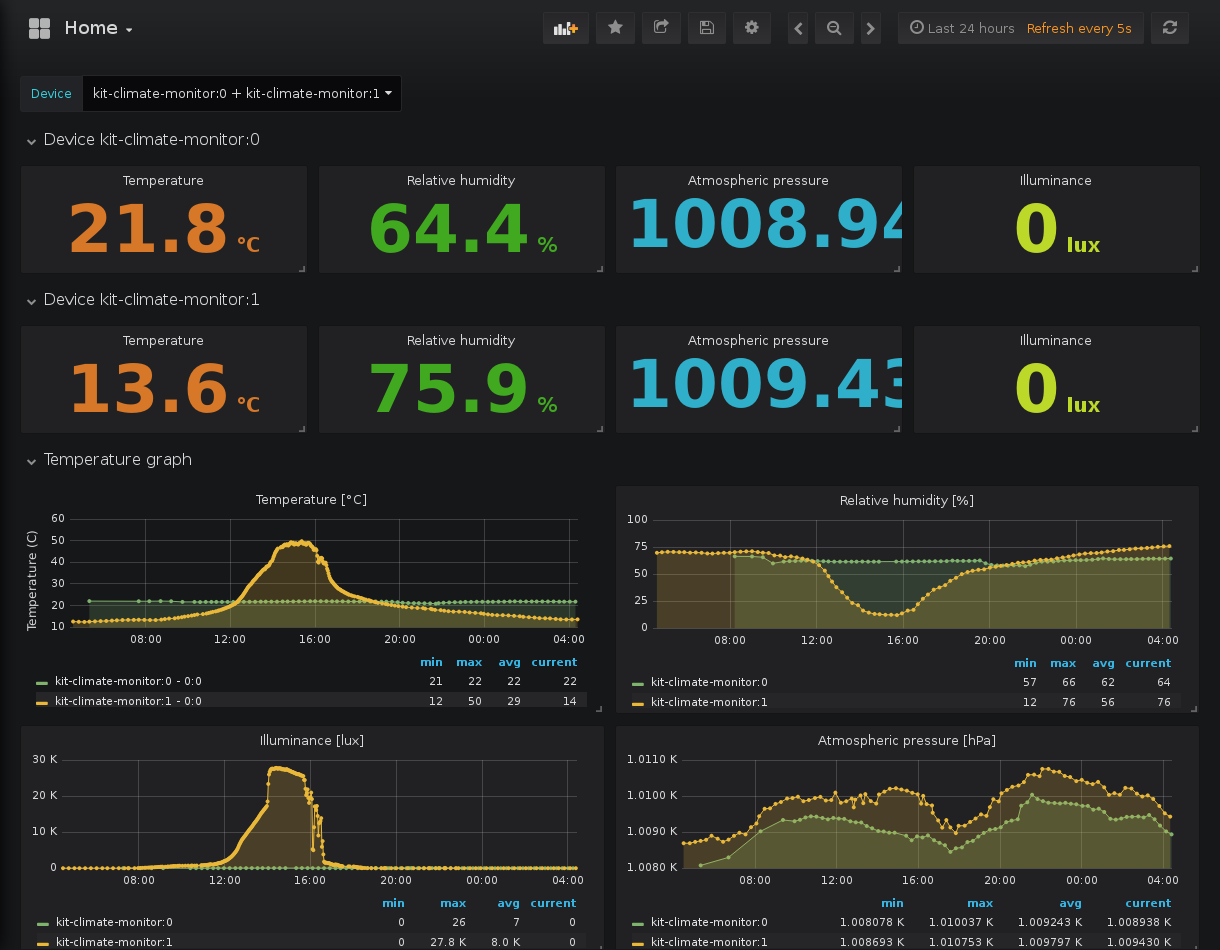 Home
Last 24 hours Refresh every 5s
Device kit-climate-monitor:0 + kit-climate-monitor:1
Device kit-climate-monitor:0
Temperature Relative humidity Atmospheric pressure Illuminance
21.8 °C 64.4 % 1008.94 0 lux
Device kit-climate-monitor:1
Temperature Relative humidity Atmospheric pressure Illuminance
13.6 °C 75.9 % 1009.43 0 lux
Temperature graph
Temperature [°C]
Temperature (C)
60
50
40
30
20
10
08:00 12:00 16:00 20:00 00:00 04:00
min max avg current
kit-climate-monitor:0 - 0:0 21 22 22 22
kit-climate-monitor:1 - 0:0 12 50 29 14
Relative humidity [%]
100
75
50
25
0
08:00 12:00 16:00 20:00 00:00 04:00
min max avg current
kit-climate-monitor:0 57 66 62 64
kit-climate-monitor:1 12 76 56 76
Illuminance [lux]
30 K
20 K
10 K
0
08:00 12:00 16:00 20:00 00:00 04:00
min max avg current
kit-climate-monitor:0 0 26 7 0
kit-climate-monitor:1 0 27.8 K 8.0 K 0
Atmospheric pressure [hPa]
1.0110 K
1.0100 K
1.0090 K
1.0080 K
08:00 12:00 16:00 20:00 00:00 04:00
min max avg current
kit-climate-monitor:0 1.008078 K 1.010037 K 1.009243 K 1.008938 K
kit-climate-monitor:1 1.008693 K 1.010753 K 1.009797 K 1.009430 K